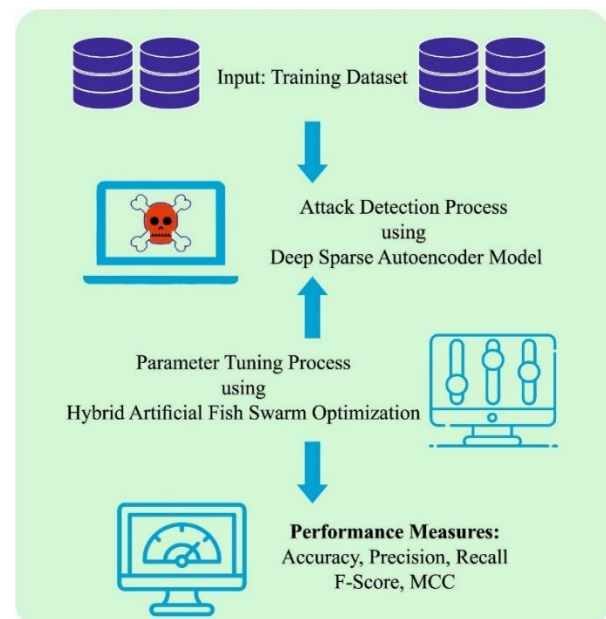 Input: Training Dataset
Attack Detection Process
using
Deep Sparse Autoencoder Model
Parameter Tuning Process
using
Hybrid Artificial Fish Swarm Optimization
Performance Measures:
Accuracy, Precision, Recall
F-Score, MCC